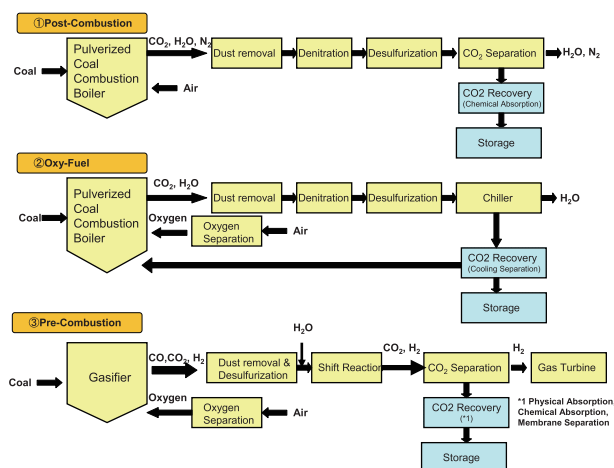 ①Post-Combustion
Pulverized
Coal
Combustion
Boiler
Coal
CO₂, H₂O, N₂
Air
Dust removal
Denitration
Desulfurization
CO₂ Separation
H₂O, N₂
CO2 Recovery
(Chemical Absorption)
Storage
②Oxy-Fuel
Pulverized
Coal
Combustion
Boiler
Coal
CO₂, H₂O
Oxygen
Oxygen
Separation
Air
Dust removal
Denitration
Desulfurization
Chiller
H₂O
CO2 Recovery
(Cooling Separation)
Storage
③Pre-Combustion
Gasifier
Coal
CO,CO₂, H₂
Oxygen
Oxygen
Separation
Air
Dust removal &
Desulfurization
H₂O
Shift Reaction
CO₂, H₂
CO₂ Separation
H₂
Gas Turbine
CO2 Recovery
(*1)
Storage
*1 Physical Absorption
Chemical Absorption,
Membrane Separation